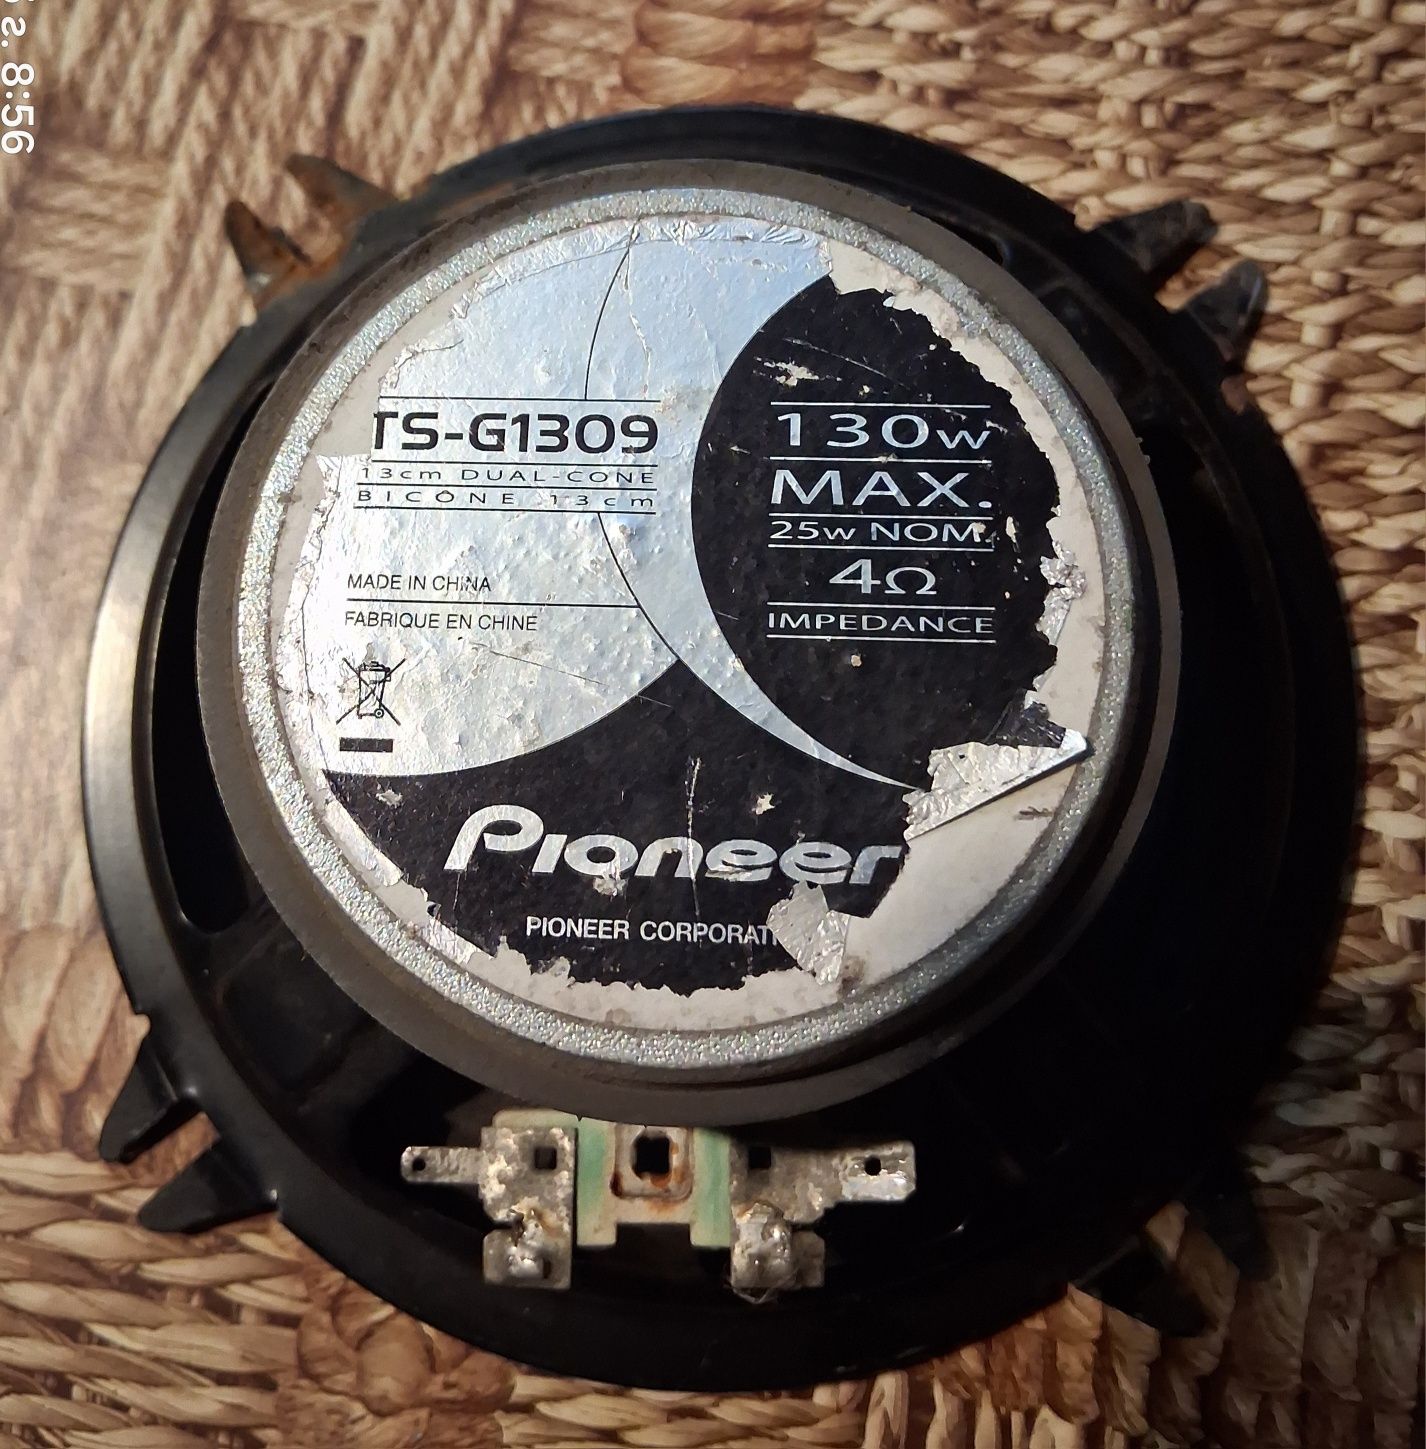 8:56
TS-G1309
13cm DUAL-CONE
BICÔNE 13cm
MADE IN CHINA
FABRIQUE EN CHINE
130w
MAX.
25w NOM.
4Ω
IMPEDANCE
Pioneer
PIONEER CORPORATI